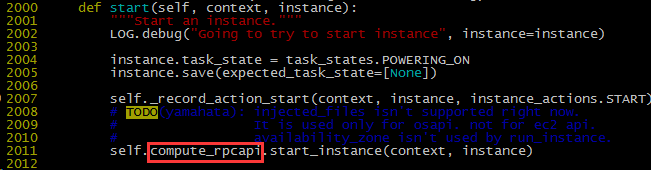 2000     def start(self, context, instance):
2001         """Start an instance."""
2002         LOG.debug("Going to try to start instance", instance=instance)
2003
2004         instance.task_state = task_states.POWERING_ON
2005         instance.save(expected_task_state=[None])
2006
2007         self._record_action_start(context, instance, instance_actions.START)
2008         # TODO(yamahata): injected_files isn't supported right now.
2009         #                 It is used only for osapi. not for ec2 api.
2010         #                 availability_zone isn't used by run_instance.
2011         self.compute_rpcapi.start_instance(context, instance)
2012